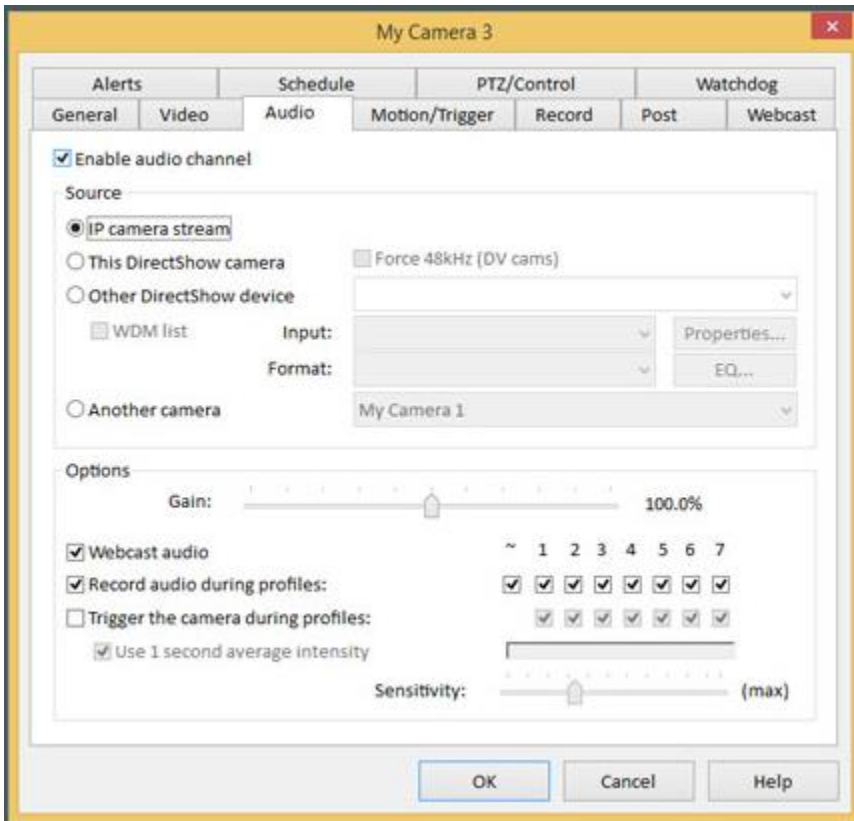 My Camera 3
Alerts Schedule PTZ/Control Watchdog
General Video Audio Motion/Trigger Record Post Webcast
Enable audio channel
Source
IP camera stream
This DirectShow camera Force 48kHz (DV cams)
Other DirectShow device
WDM list Input: Properties...
Format: EQ...
Another camera My Camera 1
Options
Gain: 100.0%
Webcast audio ~ 1 2 3 4 5 6 7
Record audio during profiles:
Trigger the camera during profiles:
Use 1 second average intensity
Sensitivity: (max)
OK Cancel Help